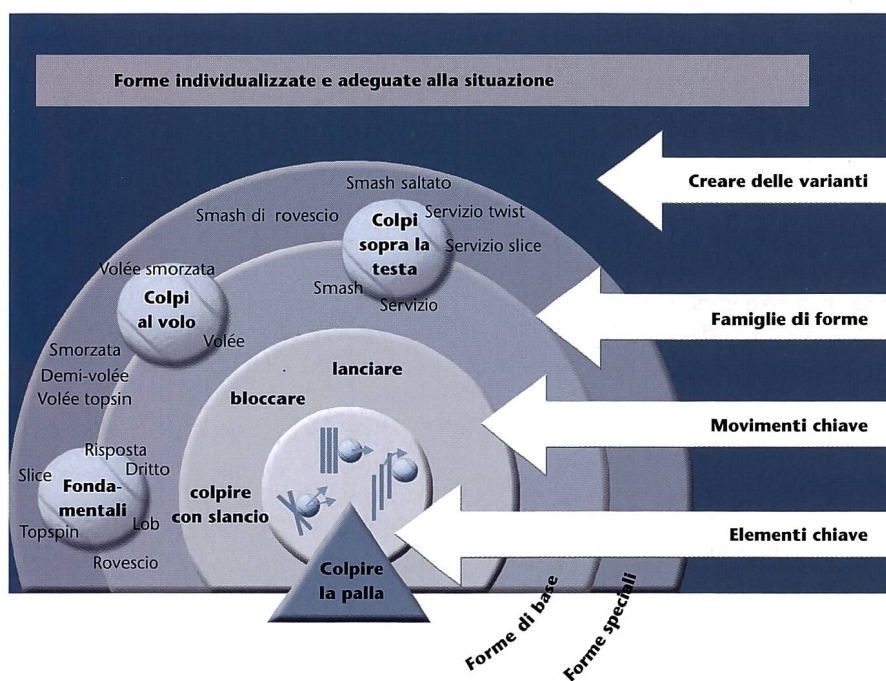 Forme individualizzate e adeguate alla situazione
Creare delle varianti
Smash saltato
Smash di rovescio
Colpi
sopra la
testa
Servizio twist
Servizio slice
Smash
Servizio
Famiglie di forme
Volée smorzata
Colpi
al volo
Volée
Smorzata
Demi-volée
Volée topsin
lanciare
bloccare
Movimenti chiave
Risposta
Dritto
Slice
Fonda-
mentali
Topspin
Lob
Rovescio
colpire
con slancio
Elementi chiave
Colpire
la palla
Forme di base
Forme speciali